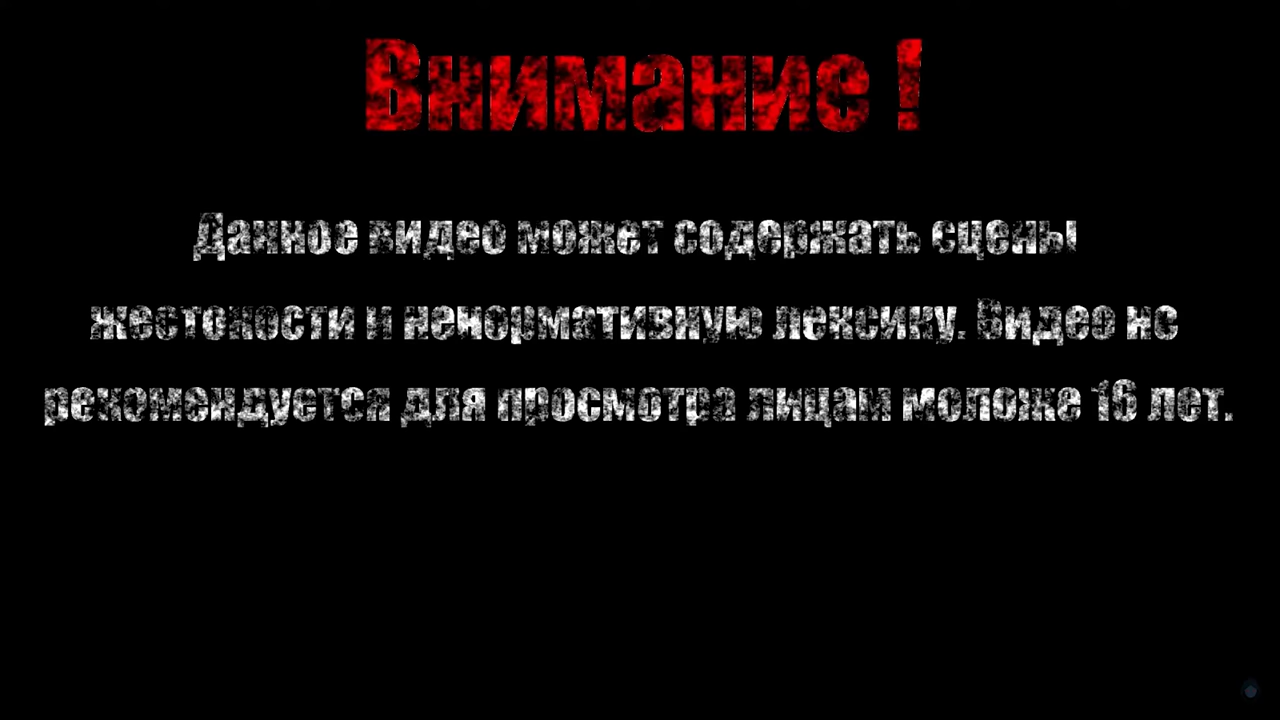 Внимание !
Данное видео может содержать сцены
жестокости и ненормативную лексику. Видео не
рекомендуется для просмотра лицам моложе 16 лет.